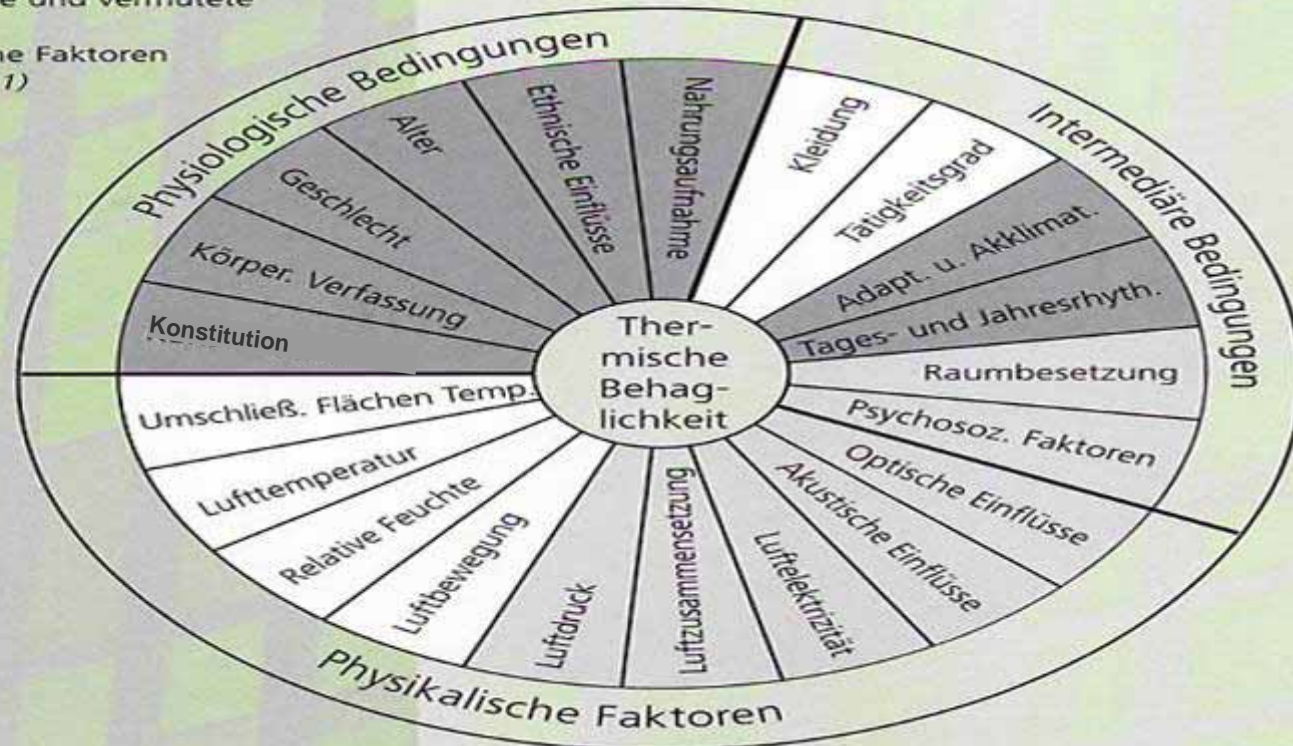 und vermutete
Faktoren
1)
Physiologische Bedingungen
Konstitution
Körper. Verfassung
Geschlecht
Alter
Ethnische Einflüsse
Nahrungsaufnahme
Intermediäre Bedingungen
Kleidung
Tätigkeitsgrad
Adapt. u. Akklimat.
Tages- und Jahresrhyth.
Raumbesetzung
Psychosoz. Faktoren
Physikalische Faktoren
Optische Einflüsse
Akustische Einflüsse
Luftelektrizität
Luftzusammensetzung
Luftdruck
Luftbewegung
Relative Feuchte
Lufttemperatur
Umschließ. Flächen Temp.
Ther-
mische
Behag-
lichkeit